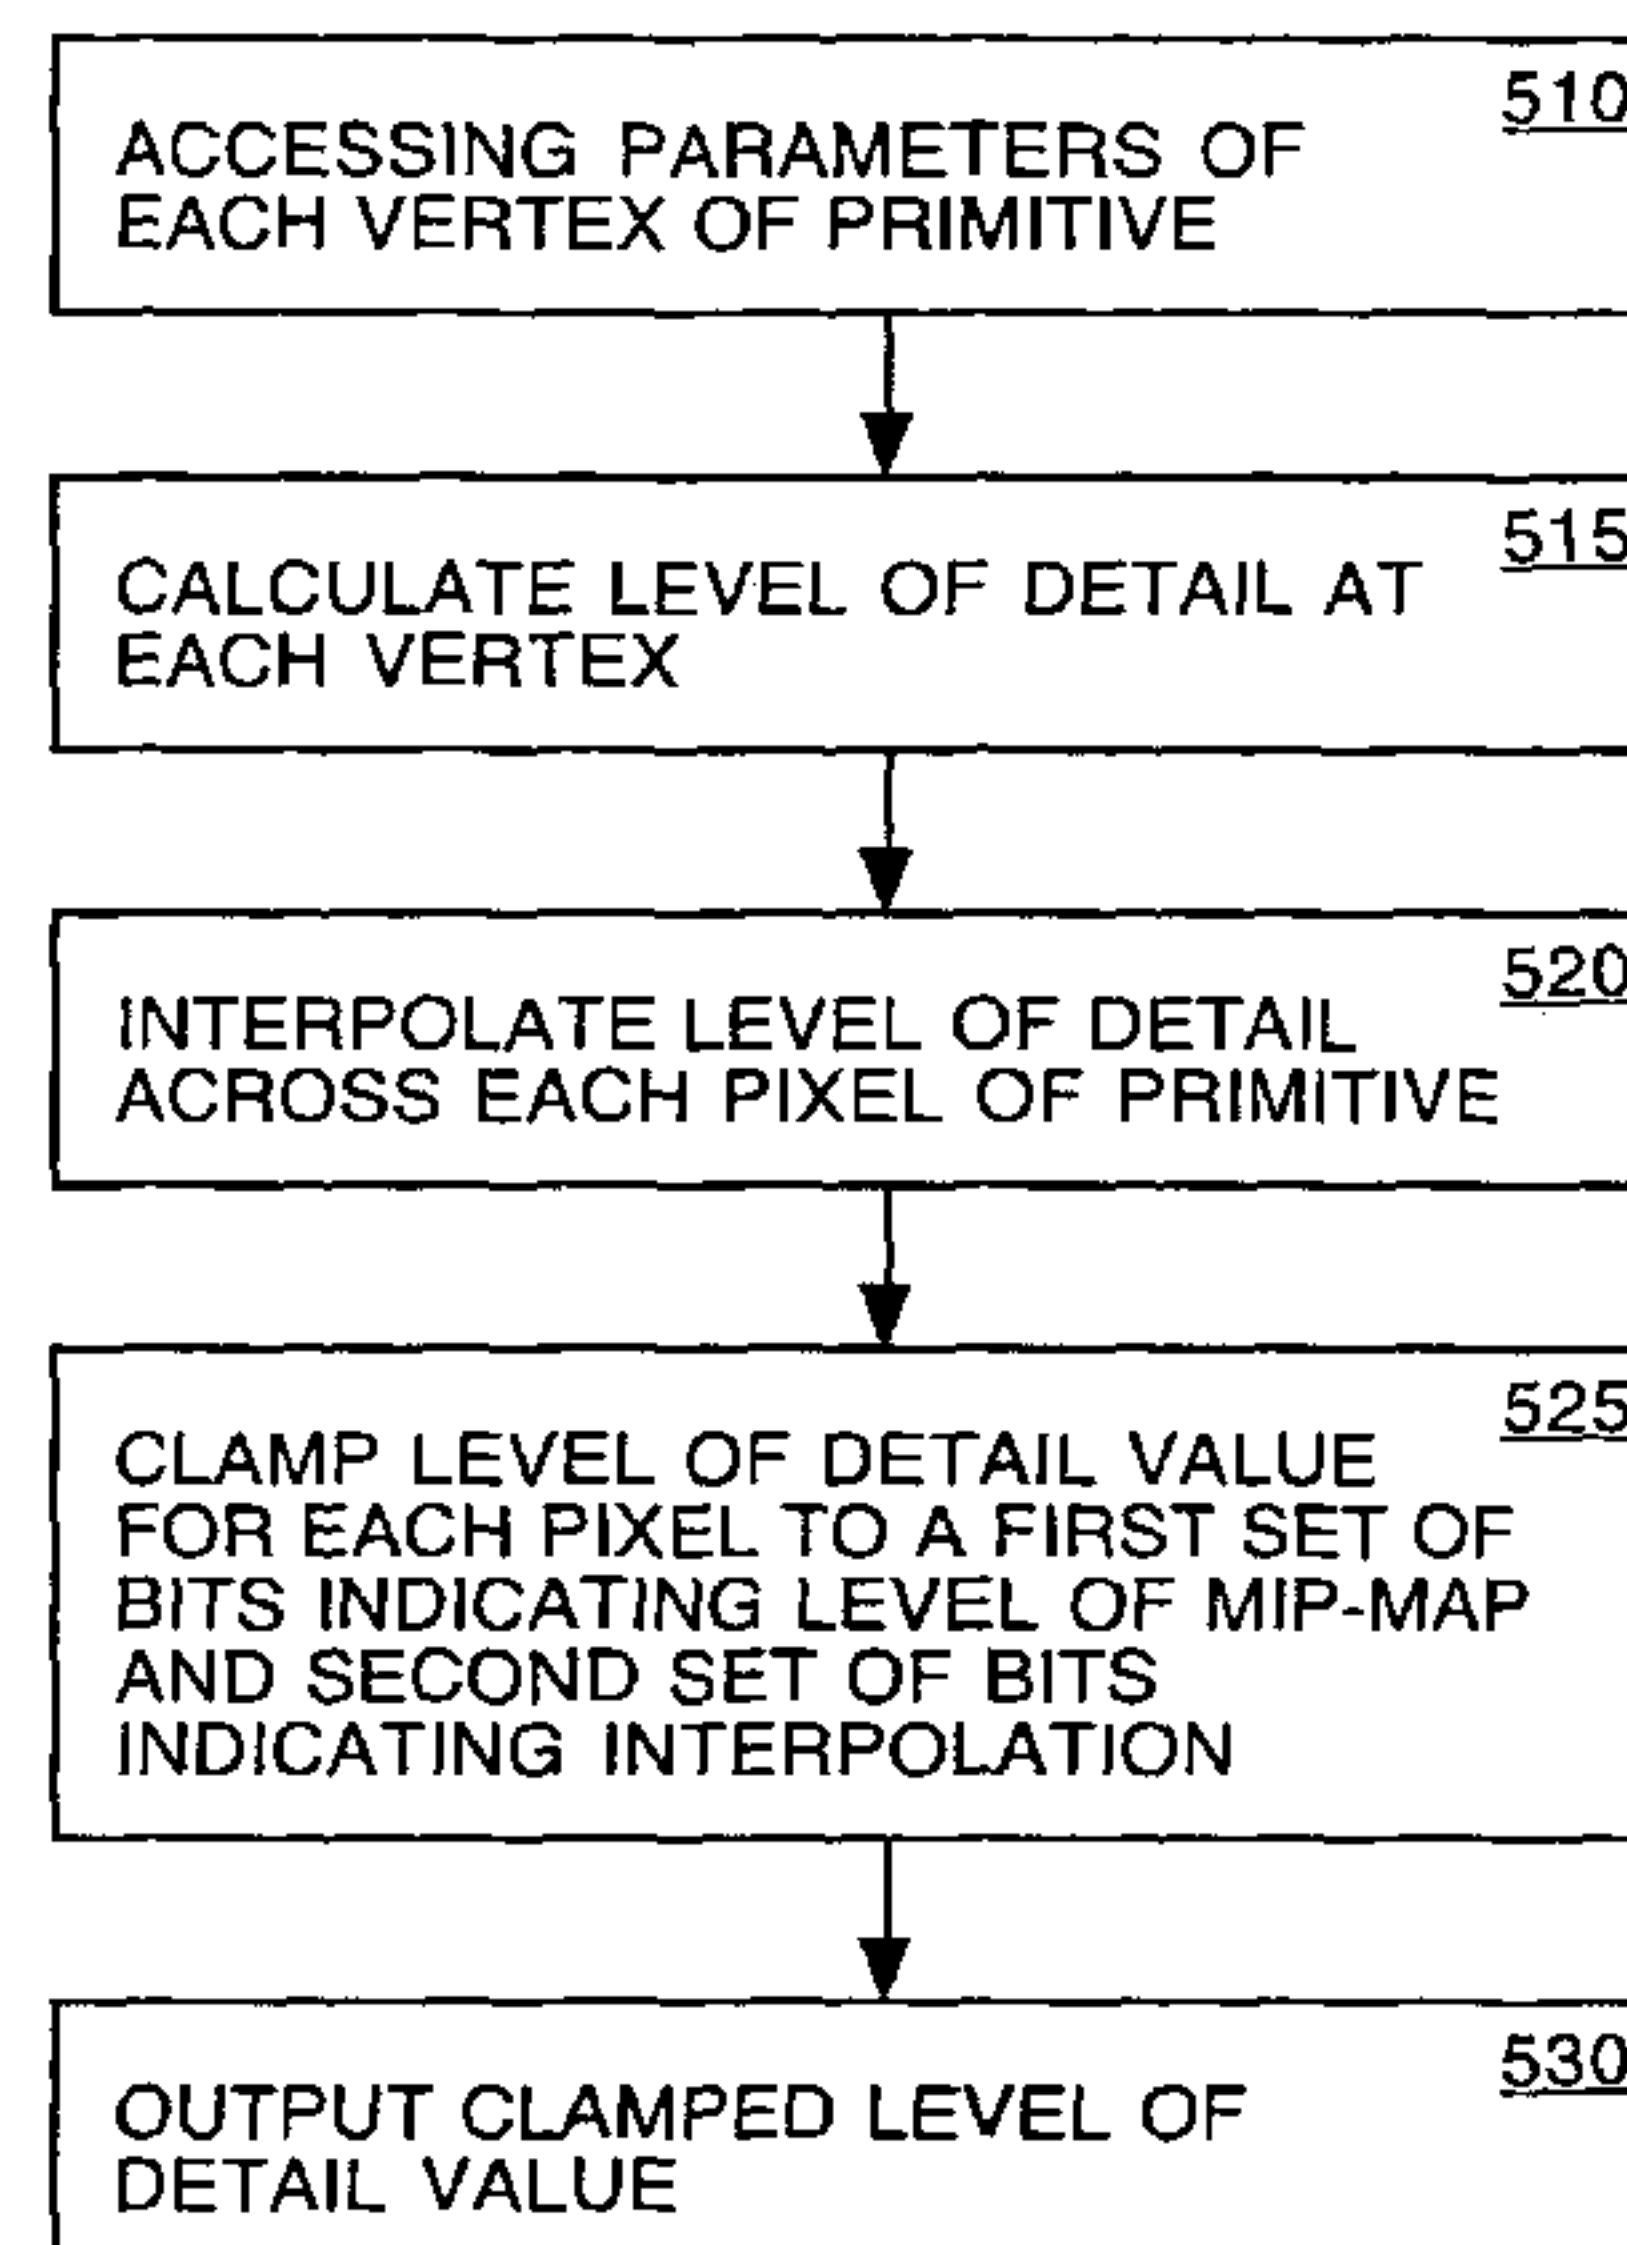 510
ACCESSING PARAMETERS OF
EACH VERTEX OF PRIMITIVE
515
CALCULATE LEVEL OF DETAIL AT
EACH VERTEX
520
INTERPOLATE LEVEL OF DETAIL
ACROSS EACH PIXEL OF PRIMITIVE
525
CLAMP LEVEL OF DETAIL VALUE
FOR EACH PIXEL TO A FIRST SET OF
BITS INDICATING LEVEL OF MIP-MAP
AND SECOND SET OF BITS
INDICATING INTERPOLATION
530
OUTPUT CLAMPED LEVEL OF
DETAIL VALUE